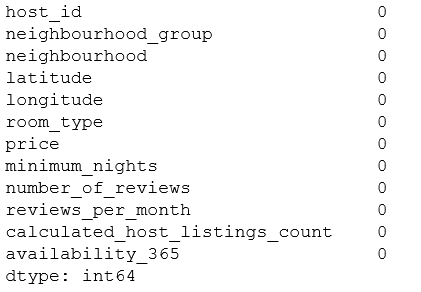 host_id 0
neighbourhood_group 0
neighbourhood 0
latitude 0
longitude 0
room_type 0
price 0
minimum_nights 0
number_of_reviews 0
reviews_per_month 0
calculated_host_listings_count 0
availability_365 0
dtype: int64